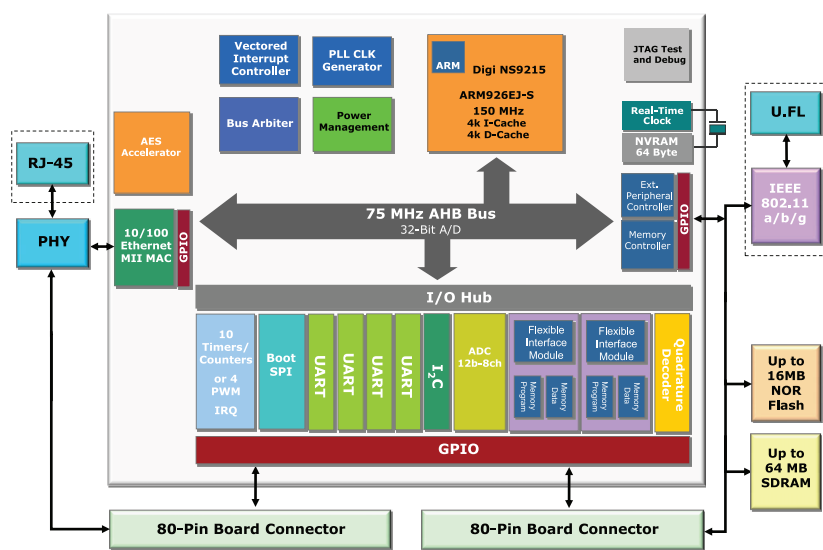 Vectored
Interrupt
Controller
PLL CLK
Generator
ARM
Digi NS9215
ARM926EJ-S
150 MHz
4k I-Cache
4k D-Cache
JTAG Test
and Debug
Bus Arbiter
Power
Management
Real-Time
Clock
NVRAM
64 Byte
U.FL
AES
Accelerator
RJ-45
IEEE
802.11
a/b/g
PHY
10/100
Ethernet
MII MAC
GPIO
75 MHz AHB Bus
32-Bit A/D
Ext.
Peripheral
Controller
Memory
Controller
GPIO
I/O Hub
10
Timers/
Counters
or 4
PWM
IRQ
Boot
SPI
UART
UART
UART
UART
I2C
ADC
12b-8ch
Flexible
Interface
Module
Memory
Program
Memory
Data
Flexible
Interface
Module
Memory
Program
Memory
Data
Quadrature
Decoder
Up to
16MB
NOR
Flash
GPIO
Up to
64 MB
SDRAM
80-Pin Board Connector
80-Pin Board Connector